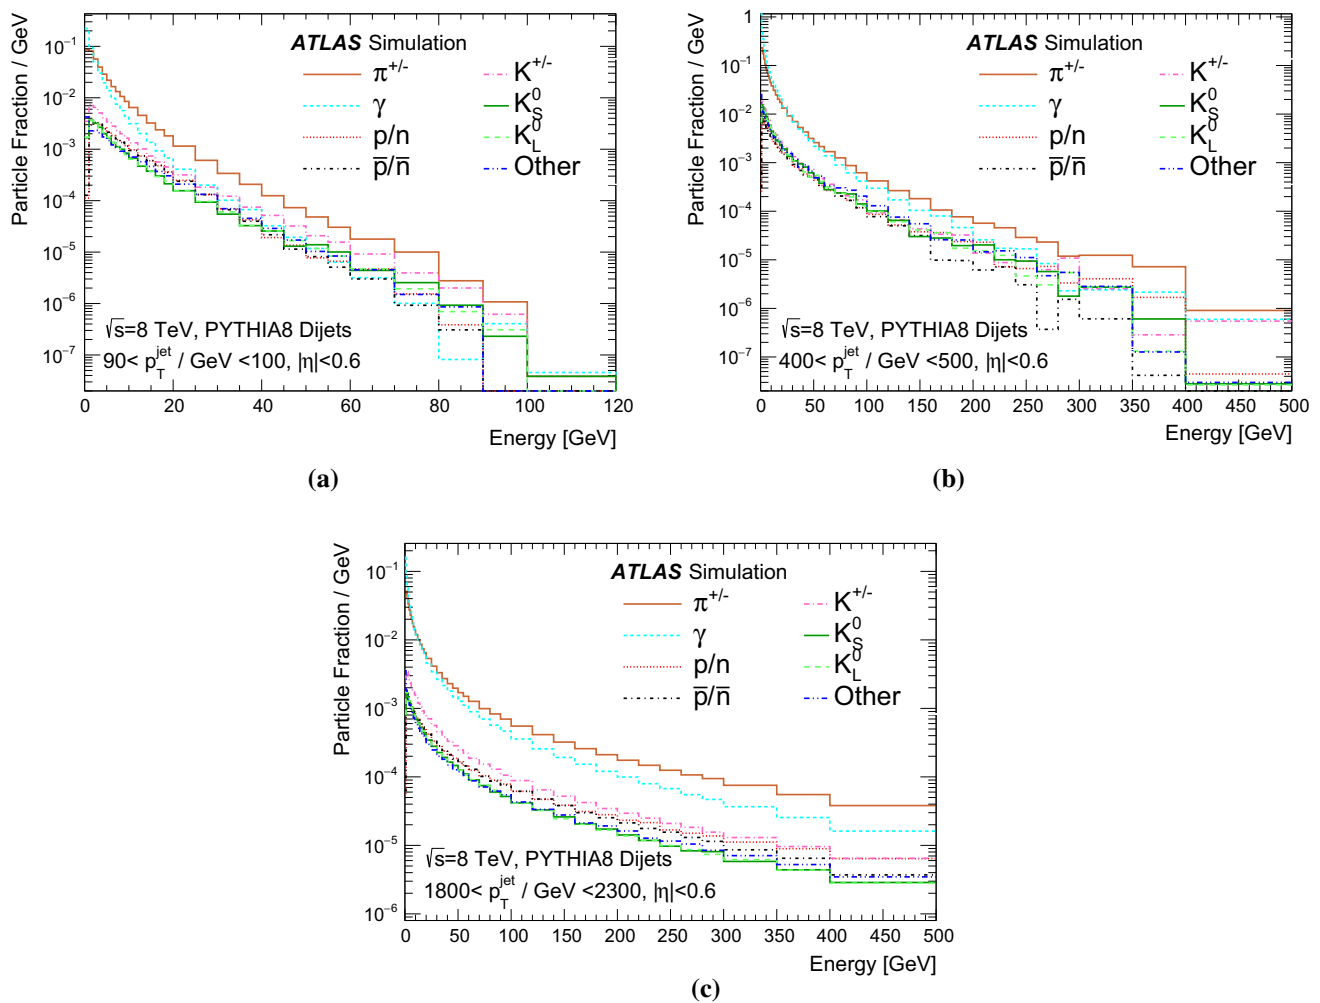 Particle Fraction / GeV
ATLAS Simulation
π+/-
γ
p/n
p̅/n̅
K+/-
K⁰S
K⁰L
Other
10⁻¹
10⁻²
10⁻³
10⁻⁴
10⁻⁵
10⁻⁶
10⁻⁷
√s=8 TeV, PYTHIA8 Dijets
90< pTjet / GeV <100, |η|<0.6
0 20 40 60 80 100 120
Energy [GeV]
(a)
Particle Fraction / GeV
ATLAS Simulation
π+/-
γ
p/n
p̅/n̅
K+/-
K⁰S
K⁰L
Other
1
10⁻¹
10⁻²
10⁻³
10⁻⁴
10⁻⁵
10⁻⁶
10⁻⁷
√s=8 TeV, PYTHIA8 Dijets
400< pTjet / GeV <500, |η|<0.6
0 50 100 150 200 250 300 350 400 450 500
Energy [GeV]
(b)
Particle Fraction / GeV
ATLAS Simulation
π+/-
γ
p/n
p̅/n̅
K+/-
K⁰S
K⁰L
Other
10⁻¹
10⁻²
10⁻³
10⁻⁴
10⁻⁵
10⁻⁶
√s=8 TeV, PYTHIA8 Dijets
1800< pTjet / GeV <2300, |η|<0.6
0 50 100 150 200 250 300 350 400 450 500
Energy [GeV]
(c)